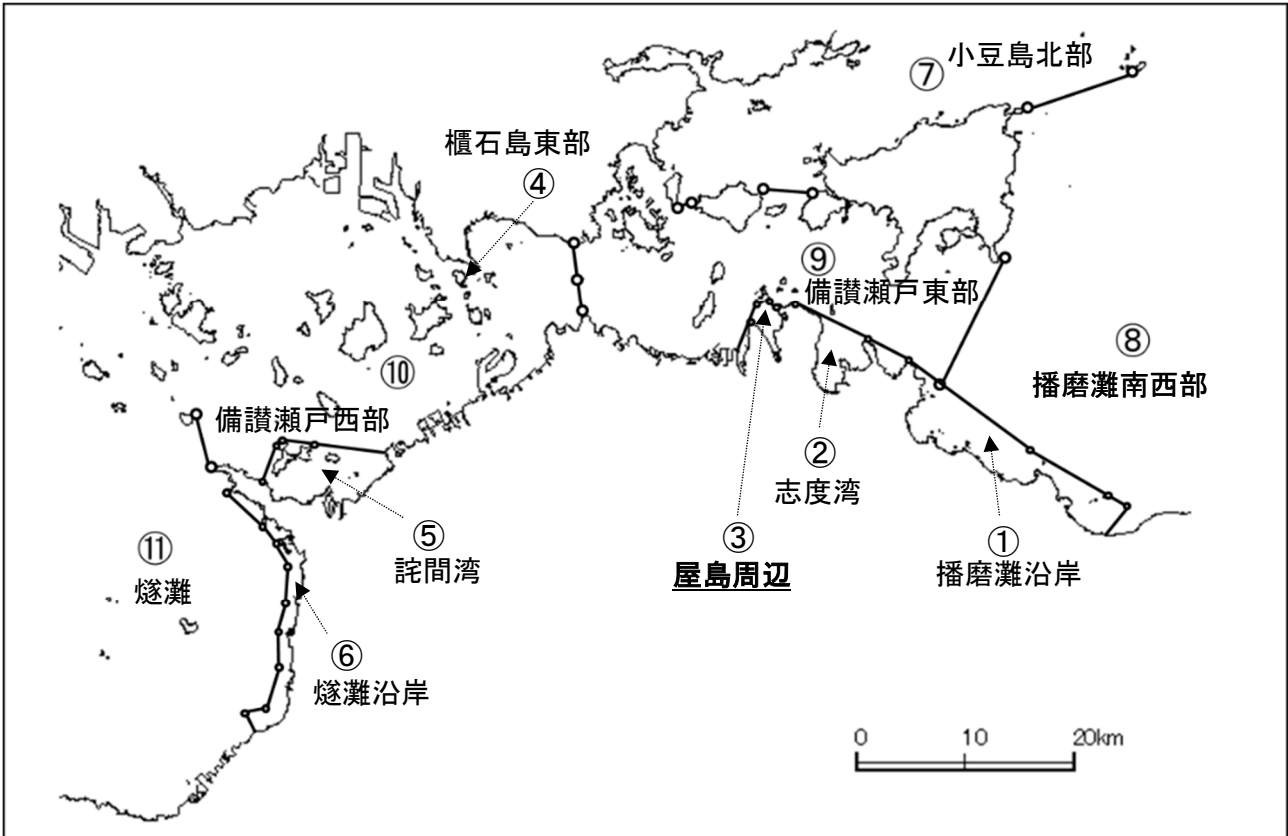 ⑦
小豆島北部
櫃石島東部
④
⑨
備讃瀬戸東部
⑧
播磨灘南西部
⑩
備讃瀬戸西部
②
志度湾
⑤
詫間湾
③
屋島周辺
①
播磨灘沿岸
⑪
燧灘
⑥
燧灘沿岸
0 10 20km